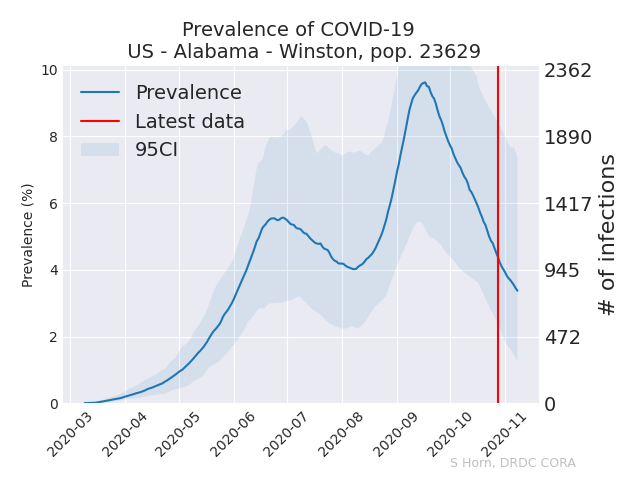 Prevalence of COVID-19
US - Alabama - Winston, pop. 23629
Prevalence
Latest data
95CI
Prevalence (%)
10
8
6
4
2
0
2362
1890
1417
945
472
0
# of infections
2020-03
2020-04
2020-05
2020-06
2020-07
2020-08
2020-09
2020-10
2020-11
S Horn, DRDC CORA